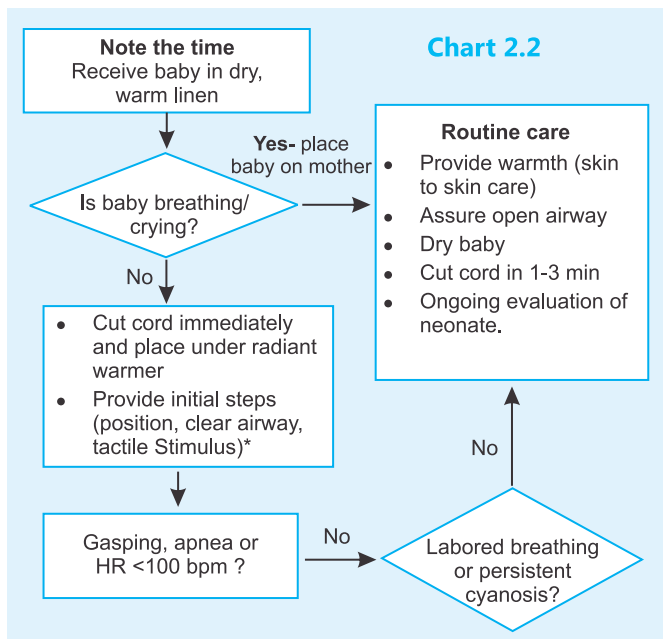 Chart 2.2
Note the time
Receive baby in dry,
warm linen
Is baby breathing/
crying?
Yes- place
baby on mother
Routine care
• Provide warmth (skin
to skin care)
• Assure open airway
• Dry baby
• Cut cord in 1-3 min
• Ongoing evaluation of
neonate.
No
• Cut cord immediately
and place under radiant
warmer
• Provide initial steps
(position, clear airway,
tactile Stimulus)*
Gasping, apnea or
HR <100 bpm ?
No
Labored breathing
or persistent
cyanosis?
No